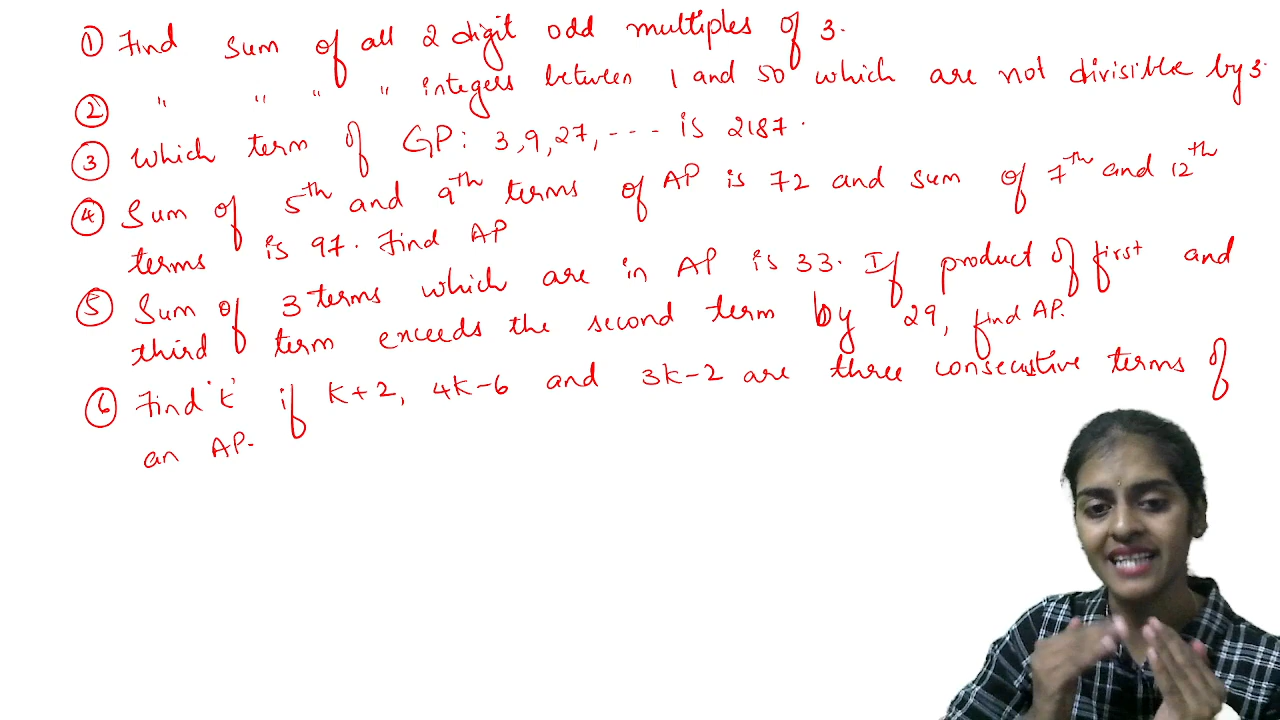 ① Find sum of all 2 digit odd multiples of 3.
② " " " " integers between 1 and 50 which are not divisible by 3.
③ Which term of GP: 3,9,27,--- is 2187.
④ Sum of 5th and 9th terms of AP is 72 and sum of 7th and 12th
terms is 97. Find AP
⑤ Sum of 3 terms which are in AP is 33. If product of first and
third term exceeds the second term by 29, find AP.
⑥ Find 'k' if k+2, 4k-6 and 3k-2 are three consecutive terms of
an AP.